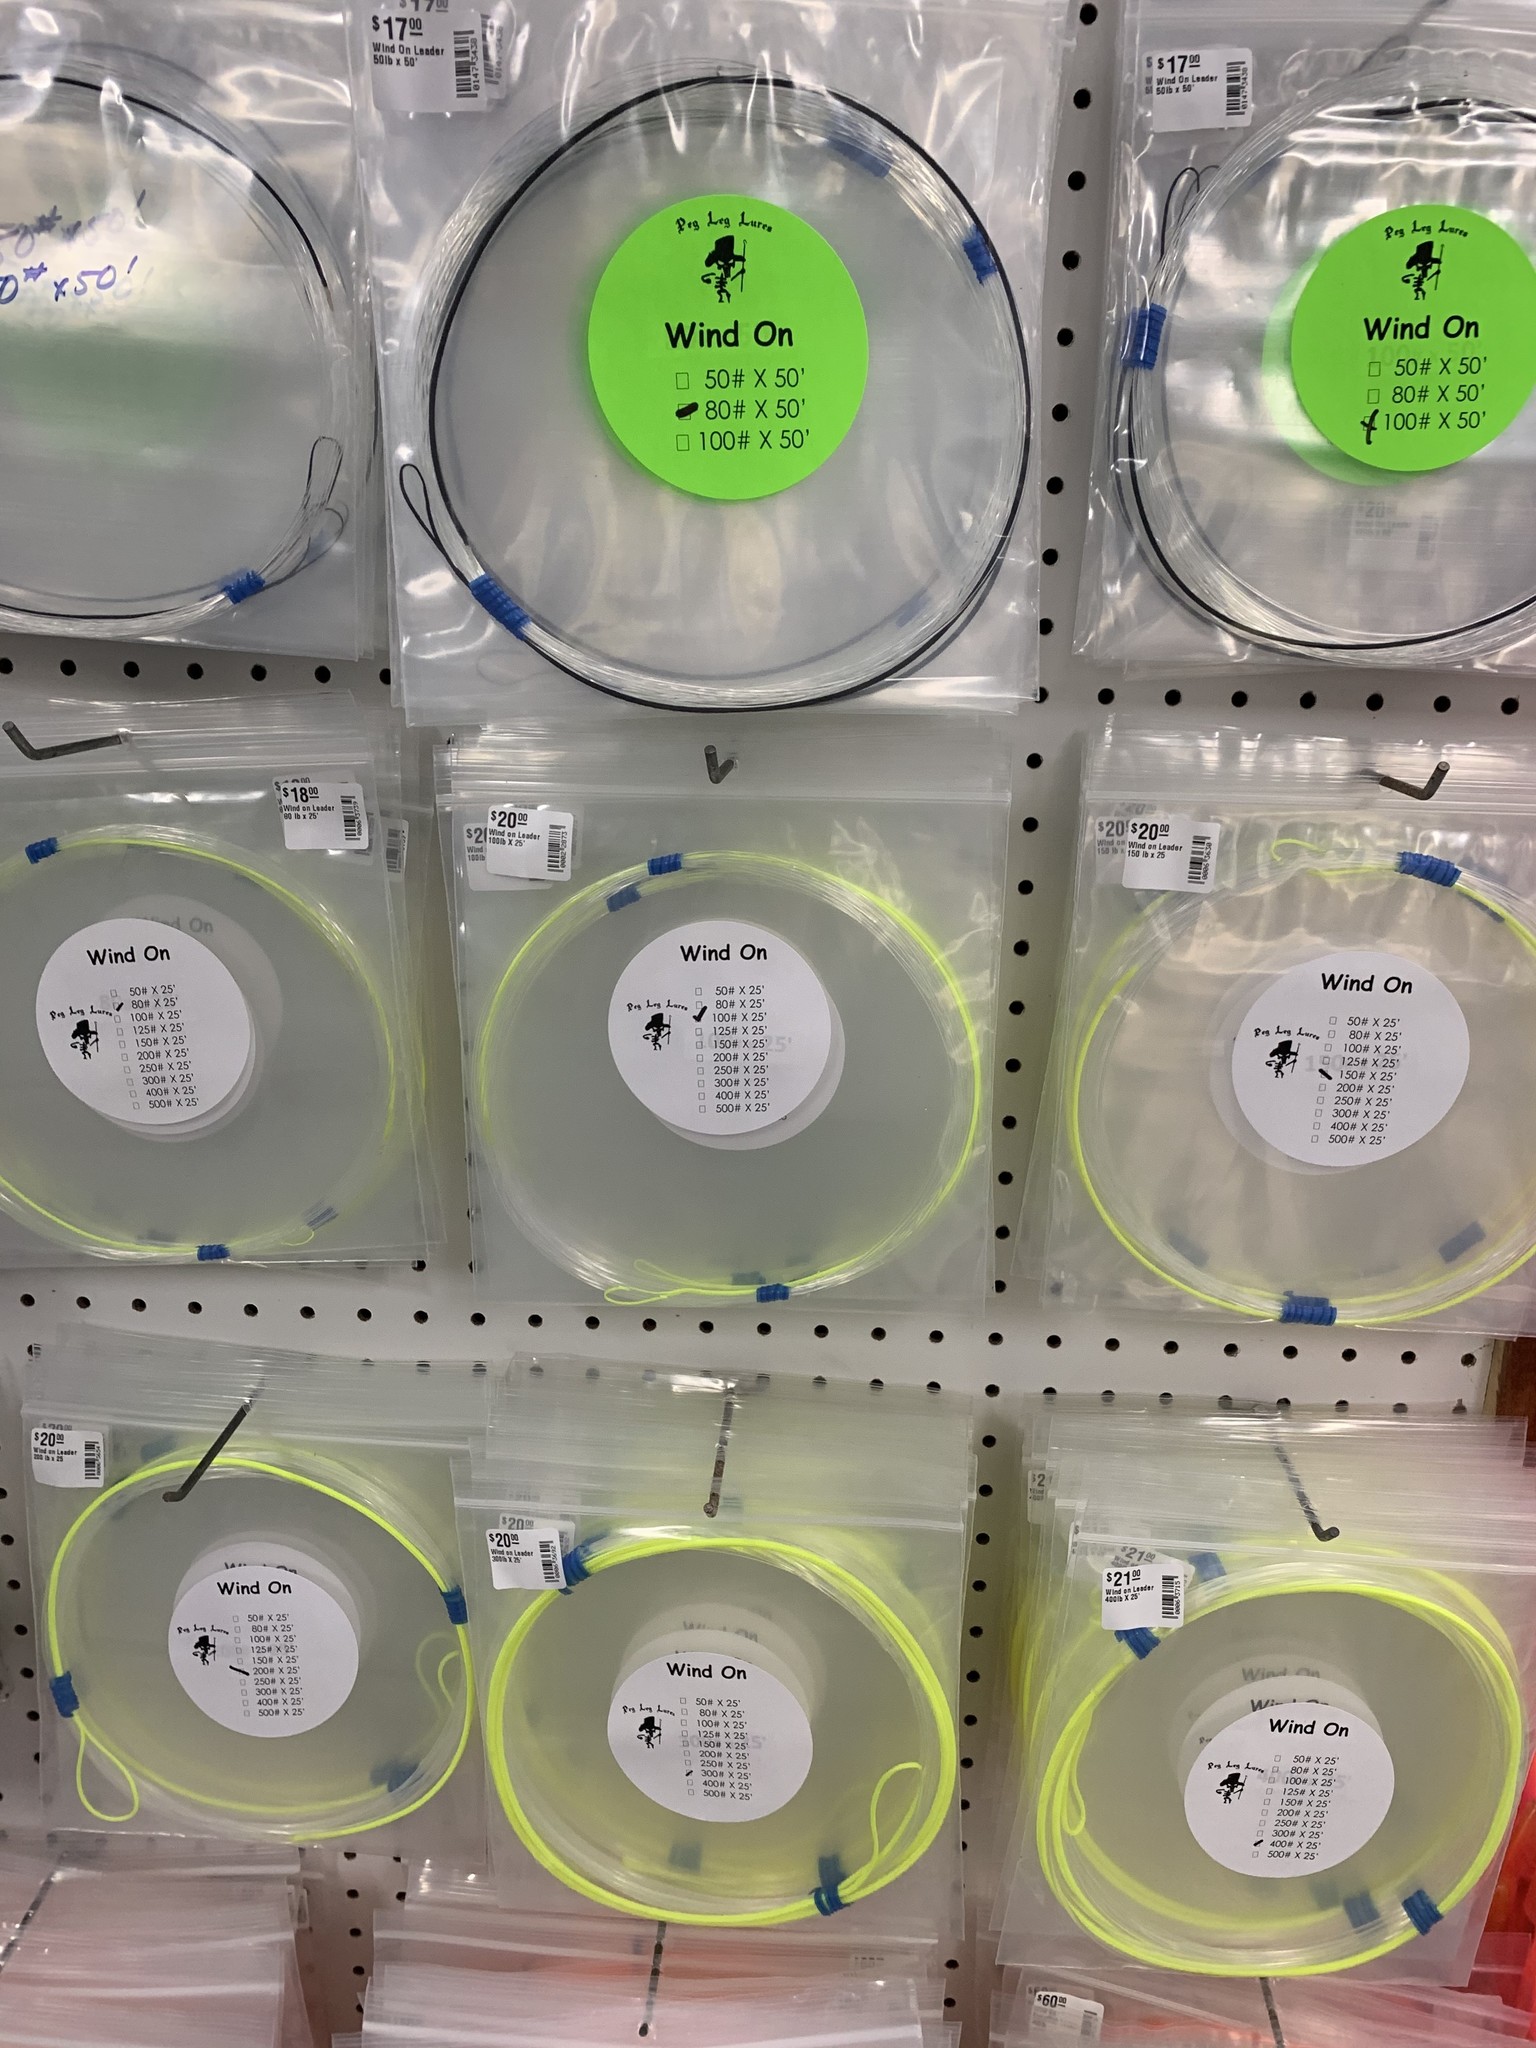 $17.00
Wind On Leader
50lb x 50'
01473430
$17.00
Wind On Leader
50lb x 50'
01473430
0# x 50'
Peg Leg Lures
Wind On
50# X 50'
80# X 50'
100# X 50'
Peg Leg Lures
Wind On
50# X 50'
80# X 50'
100# X 50'
$18.00
Wind on Leader
80 lb x 25'
Wind On
Peg Leg Lures
50# X 25'
80# X 25'
100# X 25'
125# X 25'
150# X 25'
200# X 25'
250# X 25'
300# X 25'
400# X 25'
500# X 25'
$20.00
Wind on Leader
100lb X 25'
Wind On
Peg Leg Lures
50# X 25'
80# X 25'
100# X 25'
125# X 25'
150# X 25'
200# X 25'
250# X 25'
300# X 25'
400# X 25'
500# X 25'
$20.00
Wind on Leader
150 lb x 25
Wind On
Peg Leg Lures
50# X 25'
80# X 25'
100# X 25'
125# X 25'
150# X 25'
200# X 25'
250# X 25'
300# X 25'
400# X 25'
500# X 25'
$20.00
Wind on Leader
Wind On
Peg Leg Lures
50# X 25'
80# X 25'
100# X 25'
125# X 25'
150# X 25'
200# X 25'
250# X 25'
300# X 25'
400# X 25'
500# X 25'
$20.00
Wind on Leader
300lb X 25'
Wind On
Peg Leg Lures
50# X 25'
80# X 25'
100# X 25'
125# X 25'
150# X 25'
200# X 25'
250# X 25'
300# X 25'
400# X 25'
500# X 25'
$21.00
Wind on Leader
400lb X 25'
Wind On
Peg Leg Lures
50# X 25'
80# X 25'
100# X 25'
125# X 25'
150# X 25'
200# X 25'
250# X 25'
300# X 25'
400# X 25'
500# X 25'
$60.00